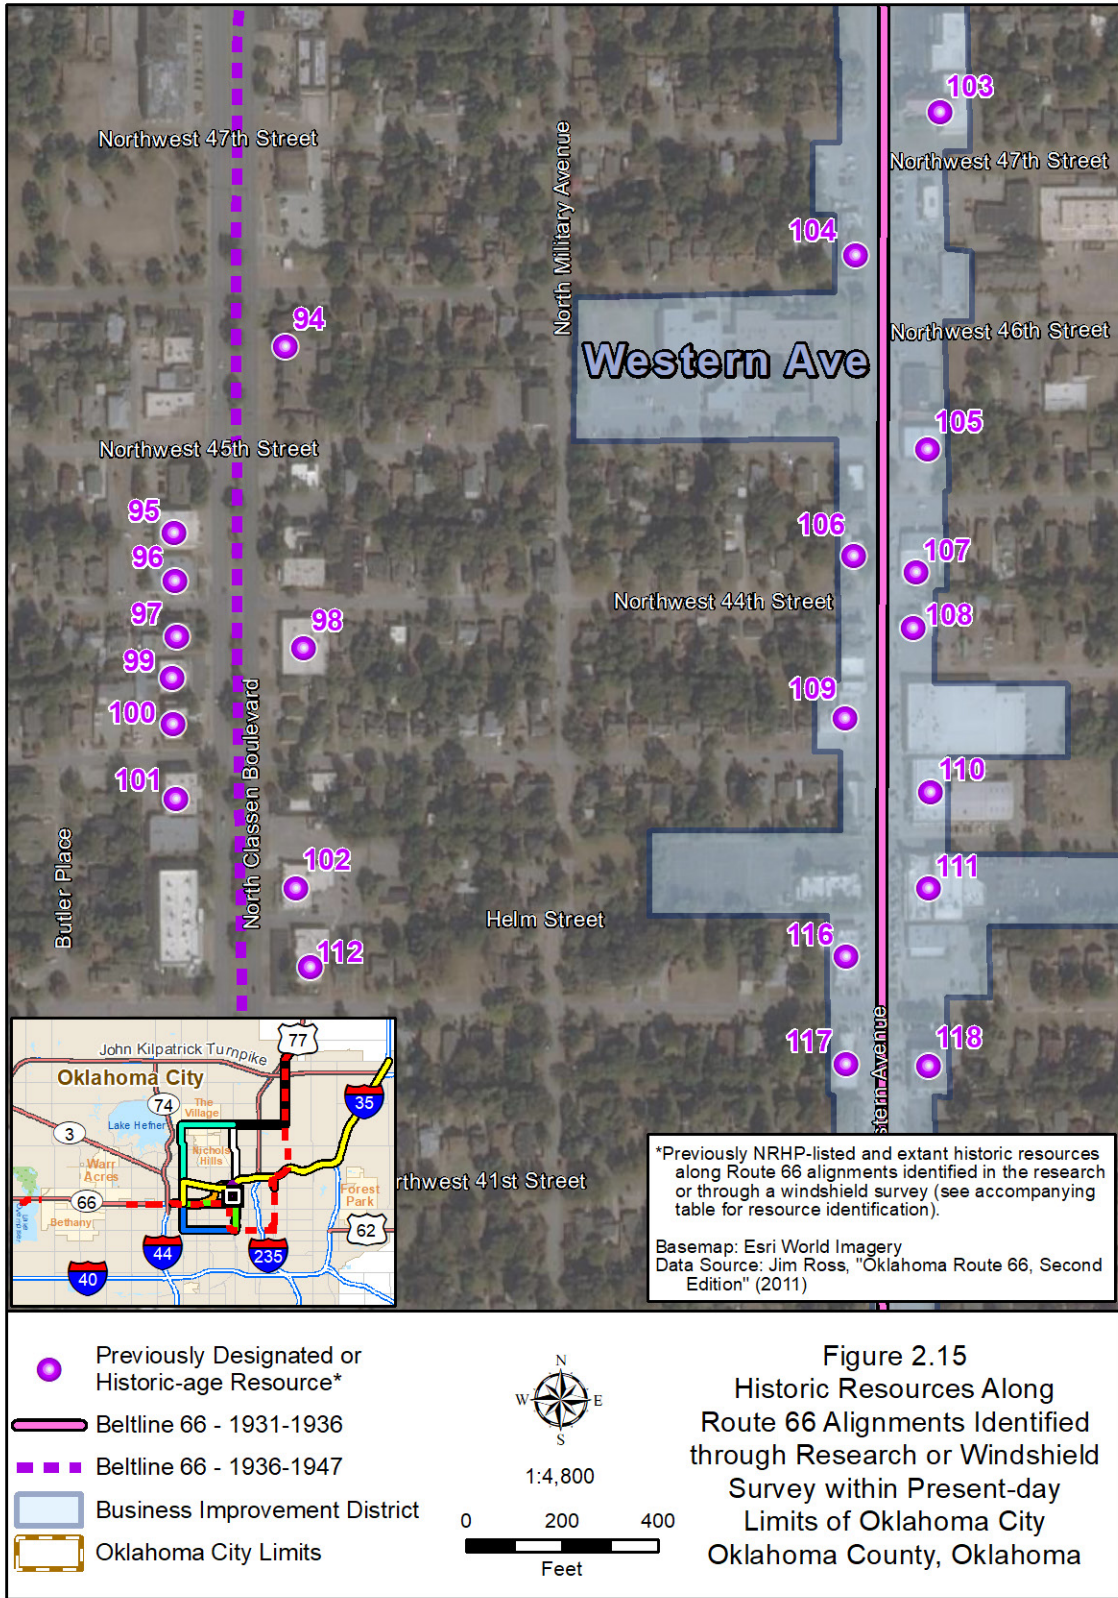 103
Northwest 47th Street
Northwest 47th Street
North Military Avenue
104
94
Northwest 46th Street
Western Ave
105
Northwest 45th Street
95
106
96
107
Northwest 44th Street
97
98
108
99
109
100
North Classen Boulevard
101
110
Butler Place
102
111
Helm Street
116
112
117
118
stern Avenue
rthwest 41st Street
John Kilpatrick Turnpike
77
Oklahoma City
The
Village
74
35
Lake Hefner
3
Nichols
Hills
Warr
Acres
66
Forest
Park
Bethany
62
44
235
40
*Previously NRHP-listed and extant historic resources
along Route 66 alignments identified in the research
or through a windshield survey (see accompanying
table for resource identification).
Basemap: Esri World Imagery
Data Source: Jim Ross, "Oklahoma Route 66, Second
Edition" (2011)
Previously Designated or
Historic-age Resource*
Beltline 66 - 1931-1936
Beltline 66 - 1936-1947
Business Improvement District
Oklahoma City Limits
N
W E
S
1:4,800
0 200 400
Feet
Figure 2.15
Historic Resources Along
Route 66 Alignments Identified
through Research or Windshield
Survey within Present-day
Limits of Oklahoma City
Oklahoma County, Oklahoma